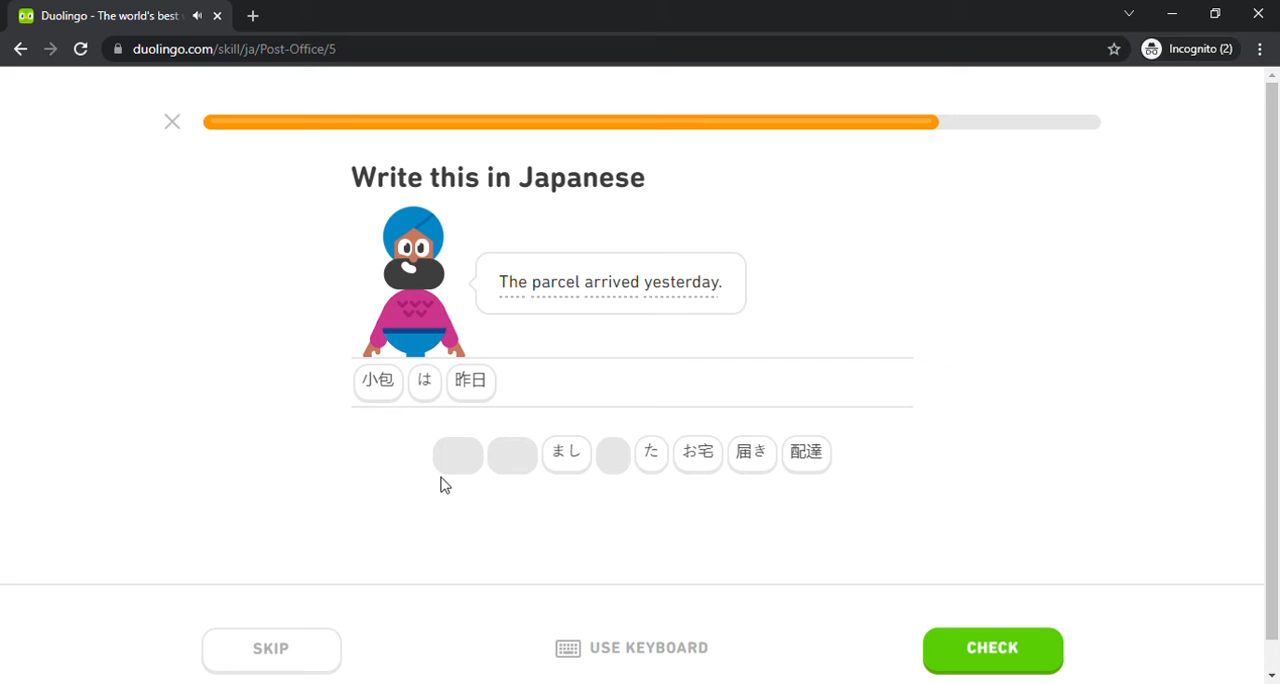 Duolingo - The world's best
duolingo.com/skill/ja/Post-Office/5
Incognito (2)
Write this in Japanese
The parcel arrived yesterday.
小包 は 昨日
まし た お宅 届き 配達
SKIP
USE KEYBOARD
CHECK